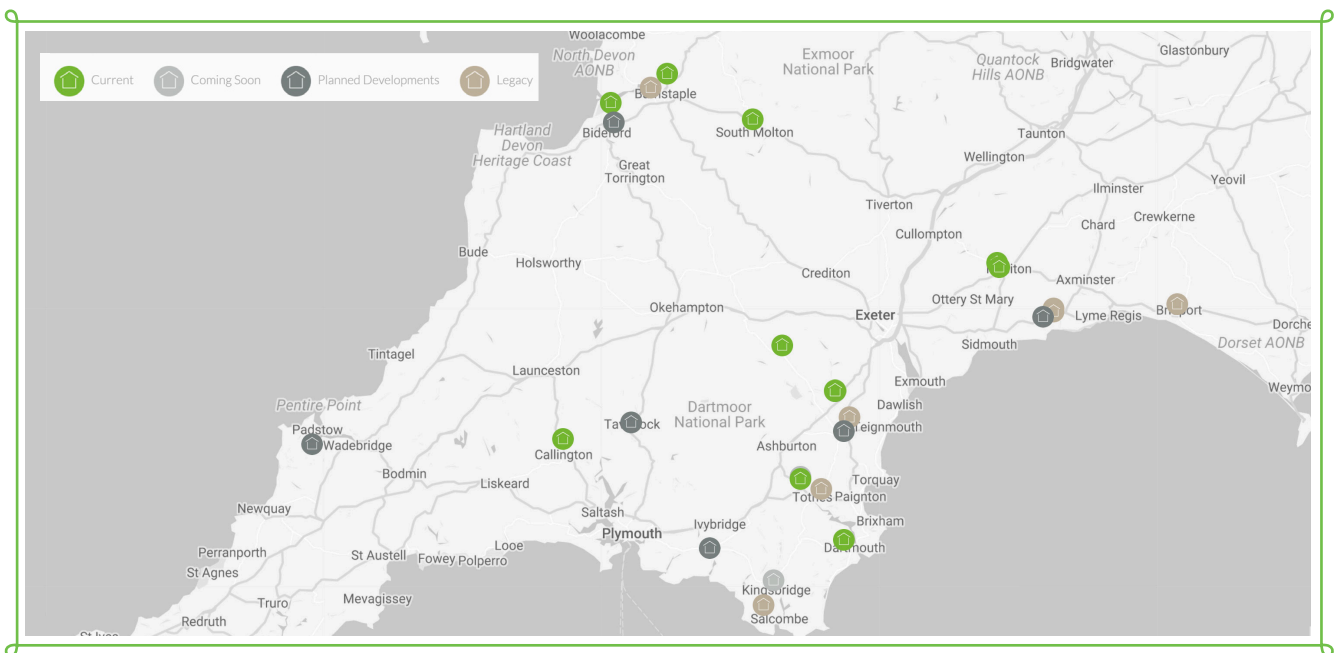 Current
Coming Soon
Planned Developments
Legacy
Woolacombe
North Devon
AONB
Exmoor
National Park
Quantock
Hills AONB
Bridgwater
Glastonbury
Bideford
South Molton
Taunton
Hartland
Devon
Heritage Coast
Great
Torrington
Wellington
Ilminster
Yeovil
Tiverton
Chard
Crewkerne
Cullompton
Bude
Holsworthy
Crediton
Axminster
Okehampton
Ottery St Mary
Exeter
Lyme Regis
Sidmouth
Dorset AONB
Tintagel
Launceston
Exmouth
Pentire Point
Dartmoor
National Park
Dawlish
Padstow
Wadebridge
Callington
Ashburton
Bodmin
Liskeard
Torquay
Paignton
Newquay
Saltash
Ivybridge
Brixham
Plymouth
Perranporth
St Austell
Fowey
Polperro
Looe
St Agnes
Truro
Mevagissey
Redruth
Salcombe